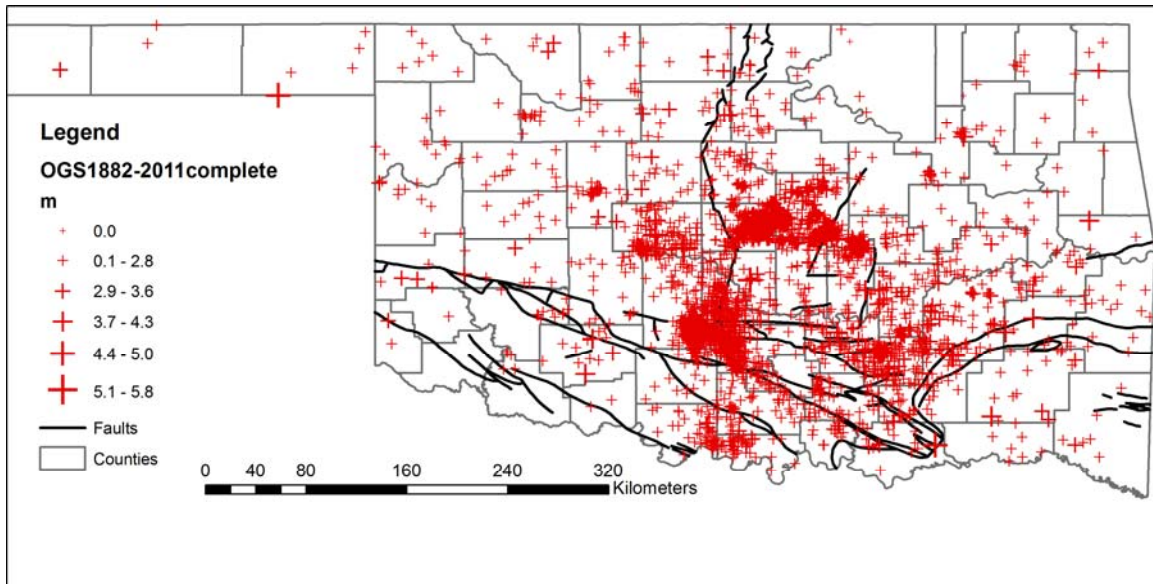 Legend
OGS1882-2011complete
m
0.0
0.1 - 2.8
2.9 - 3.6
3.7 - 4.3
4.4 - 5.0
5.1 - 5.8
Faults
Counties
0 40 80 160 240 320
Kilometers